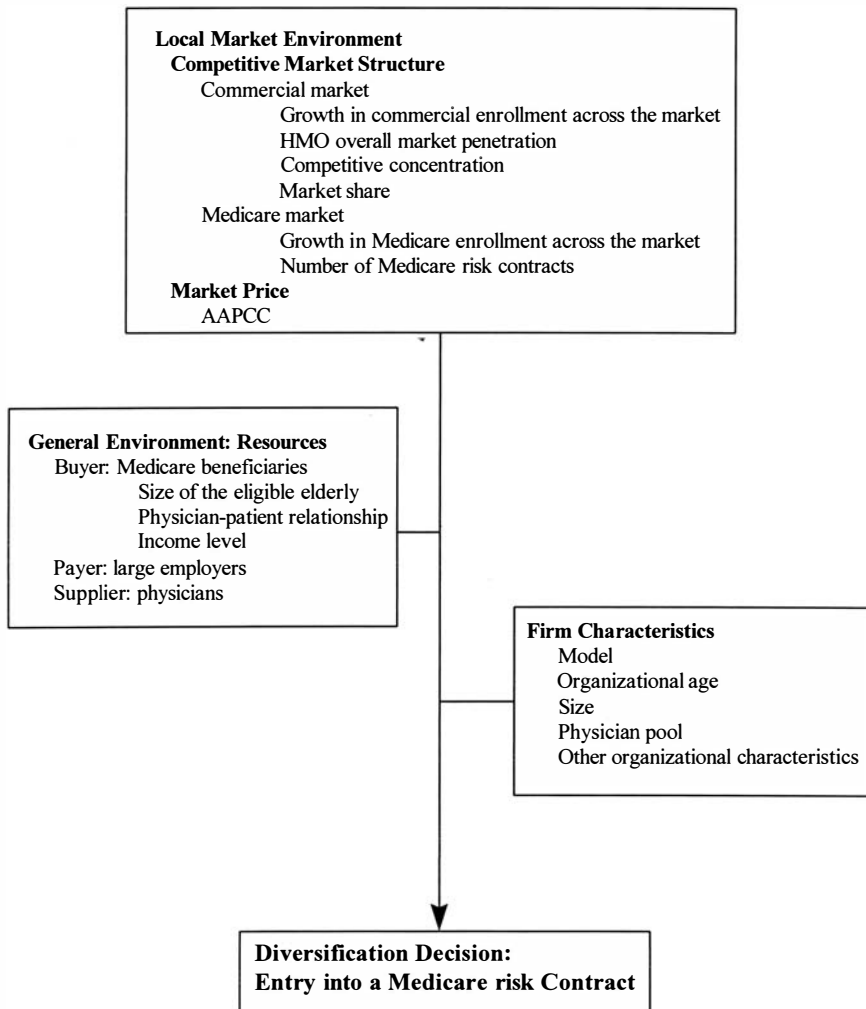 Local Market Environment
Competitive Market Structure
Commercial market
Growth in commercial enrollment across the market
HMO overall market penetration
Competitive concentration
Market share
Medicare market
Growth in Medicare enrollment across the market
Number of Medicare risk contracts
Market Price
AAPCC
General Environment: Resources
Buyer: Medicare beneficiaries
Size of the eligible elderly
Physician-patient relationship
Income level
Payer: large employers
Supplier: physicians
Firm Characteristics
Model
Organizational age
Size
Physician pool
Other organizational characteristics
Diversification Decision:
Entry into a Medicare risk Contract